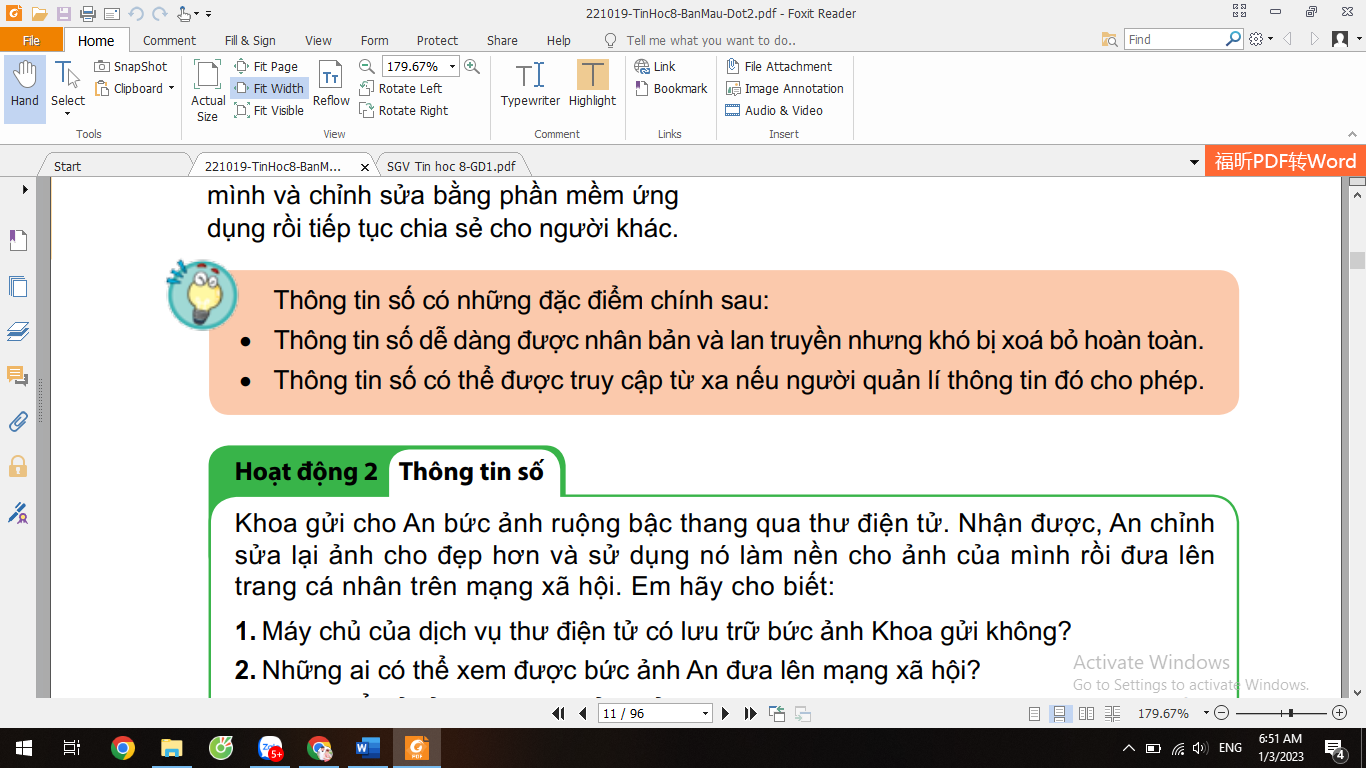 221019-TinHoc8-BanMau-Dot2.pdf - Foxit Reader
File Home Comment Fill & Sign View Form Protect Share Help Tell me what you want to do.. Find
Hand
Select
SnapShot
Clipboard
Tools
Actual Size
Fit Page
Fit Width
Fit Visible
Reflow
179.67%
Rotate Left
Rotate Right
View
Typewriter
Highlight
Comment
Link
Bookmark
Links
File Attachment
Image Annotation
Audio & Video
Insert
Start 221019-TinHoc8-BanM... SGV Tin hoc 8-GD1.pdf 福昕PDF转Word
mình và chỉnh sửa bằng phần mềm ứng
dụng rồi tiếp tục chia sẻ cho người khác.
Thông tin số có những đặc điểm chính sau:
• Thông tin số dễ dàng được nhân bản và lan truyền nhưng khó bị xoá bỏ hoàn toàn.
• Thông tin số có thể được truy cập từ xa nếu người quản lí thông tin đó cho phép.
Hoạt động 2 Thông tin số
Khoa gửi cho An bức ảnh ruộng bậc thang qua thư điện tử. Nhận được, An chỉnh
sửa lại ảnh cho đẹp hơn và sử dụng nó làm nền cho ảnh của mình rồi đưa lên
trang cá nhân trên mạng xã hội. Em hãy cho biết:
1. Máy chủ của dịch vụ thư điện tử có lưu trữ bức ảnh Khoa gửi không?
2. Những ai có thể xem được bức ảnh An đưa lên mạng xã hội?
Activate Windows
Go to Settings to activate Windows.
11 / 96
179.67%
5+
ENG
6:51 AM
1/3/2023
4